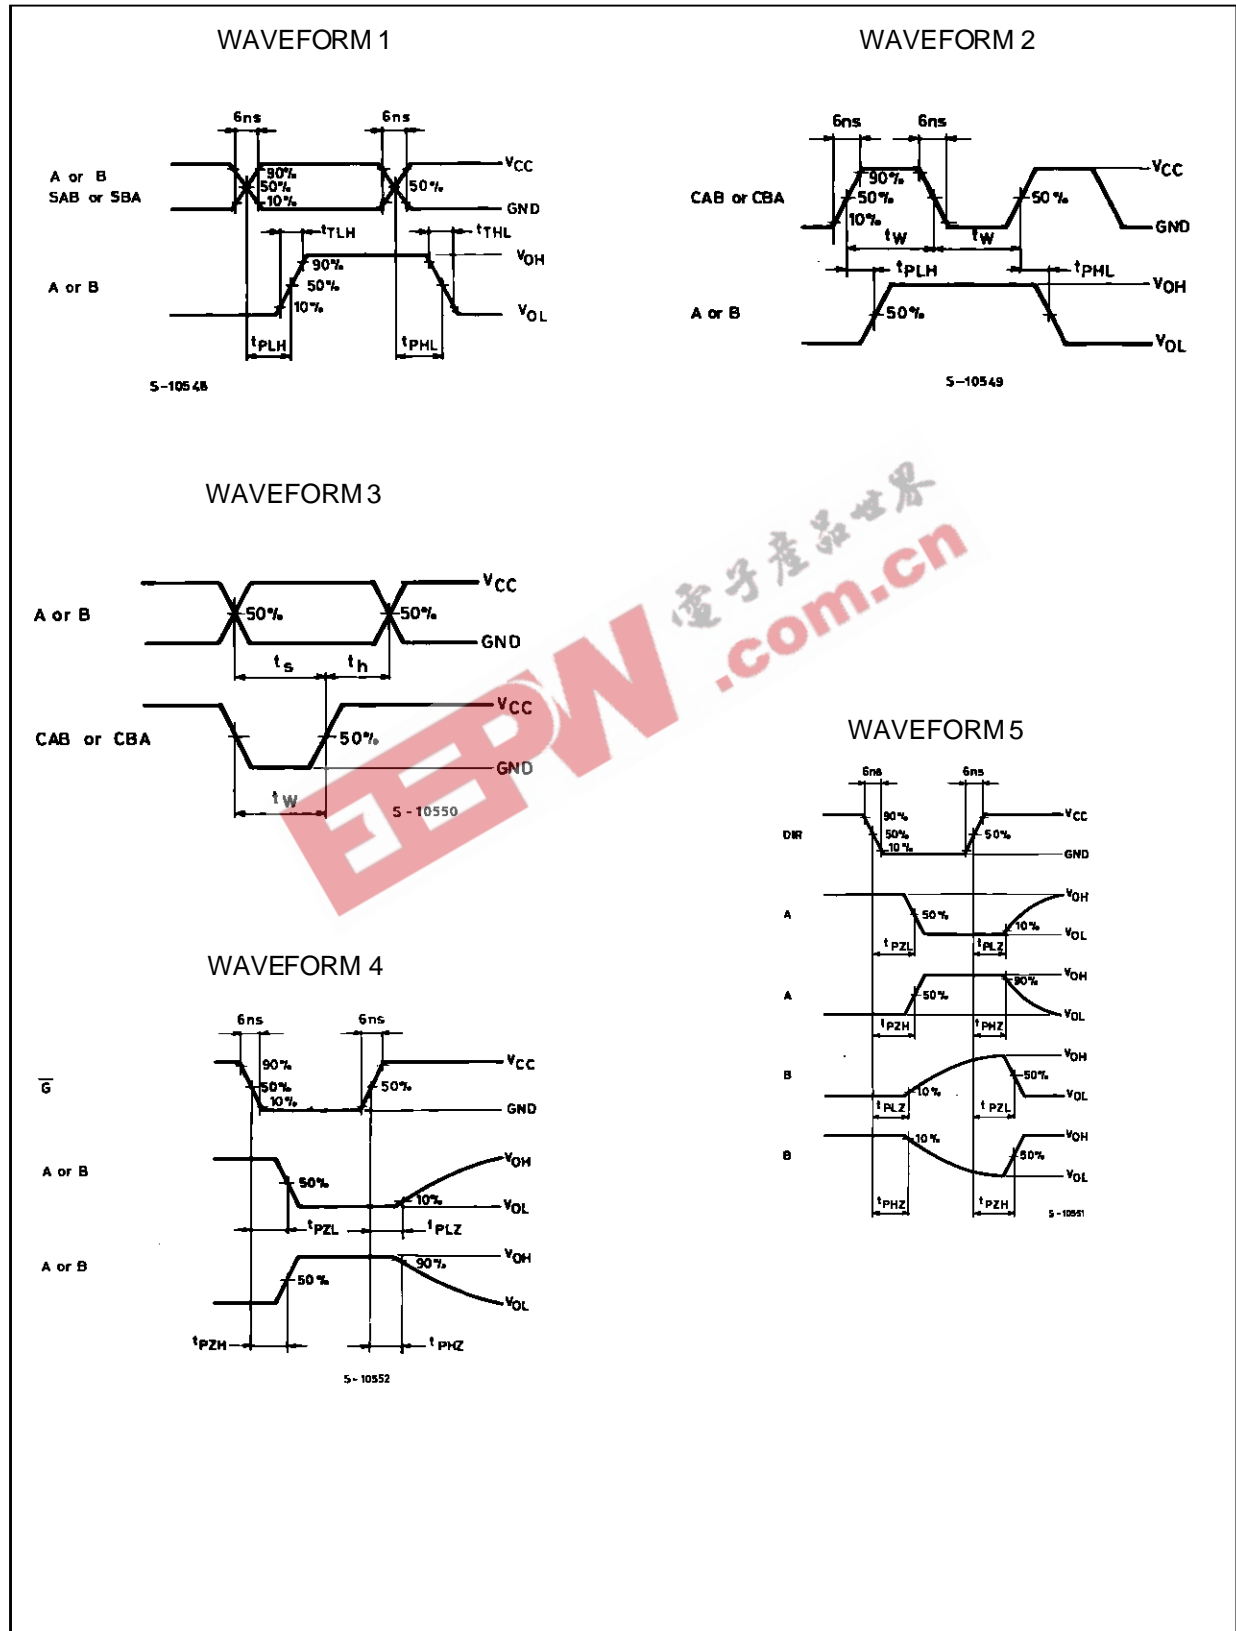 WAVEFORM 1
6ns 6ns
A or B
SAB or SBA
90%
50%
10%
50%
VCC
GND
tTLH tTHL
A or B
90%
50%
10%
VOH
VOL
tPLH tPHL
S-10548
WAVEFORM 2
6ns 6ns
CAB or CBA
90%
50%
10%
50%
VCC
GND
tW tW
tPLH tPHL
A or B
50%
VOH
VOL
S-10549
WAVEFORM 3
A or B
50% 50%
VCC
GND
ts th
CAB or CBA
50%
VCC
GND
tW
S-10550
電子產品世界
EEPW .com.cn
WAVEFORM 4
6ns 6ns
G̅
90%
50%
10%
50%
VCC
GND
A or B
50%
10%
VOH
VOL
tPZL tPLZ
A or B
50%
90%
VOH
VOL
tPZH tPHZ
S-10552
WAVEFORM 5
6ns 6ns
DIR
90%
50%
10%
50%
VCC
GND
A
50%
10%
VOH
VOL
tPZL tPLZ
A
50%
90%
VOH
VOL
tPZH tPHZ
B
10%
50%
VOH
VOL
tPLZ tPZL
B
10%
50%
VOH
VOL
tPHZ tPZH
S-10551